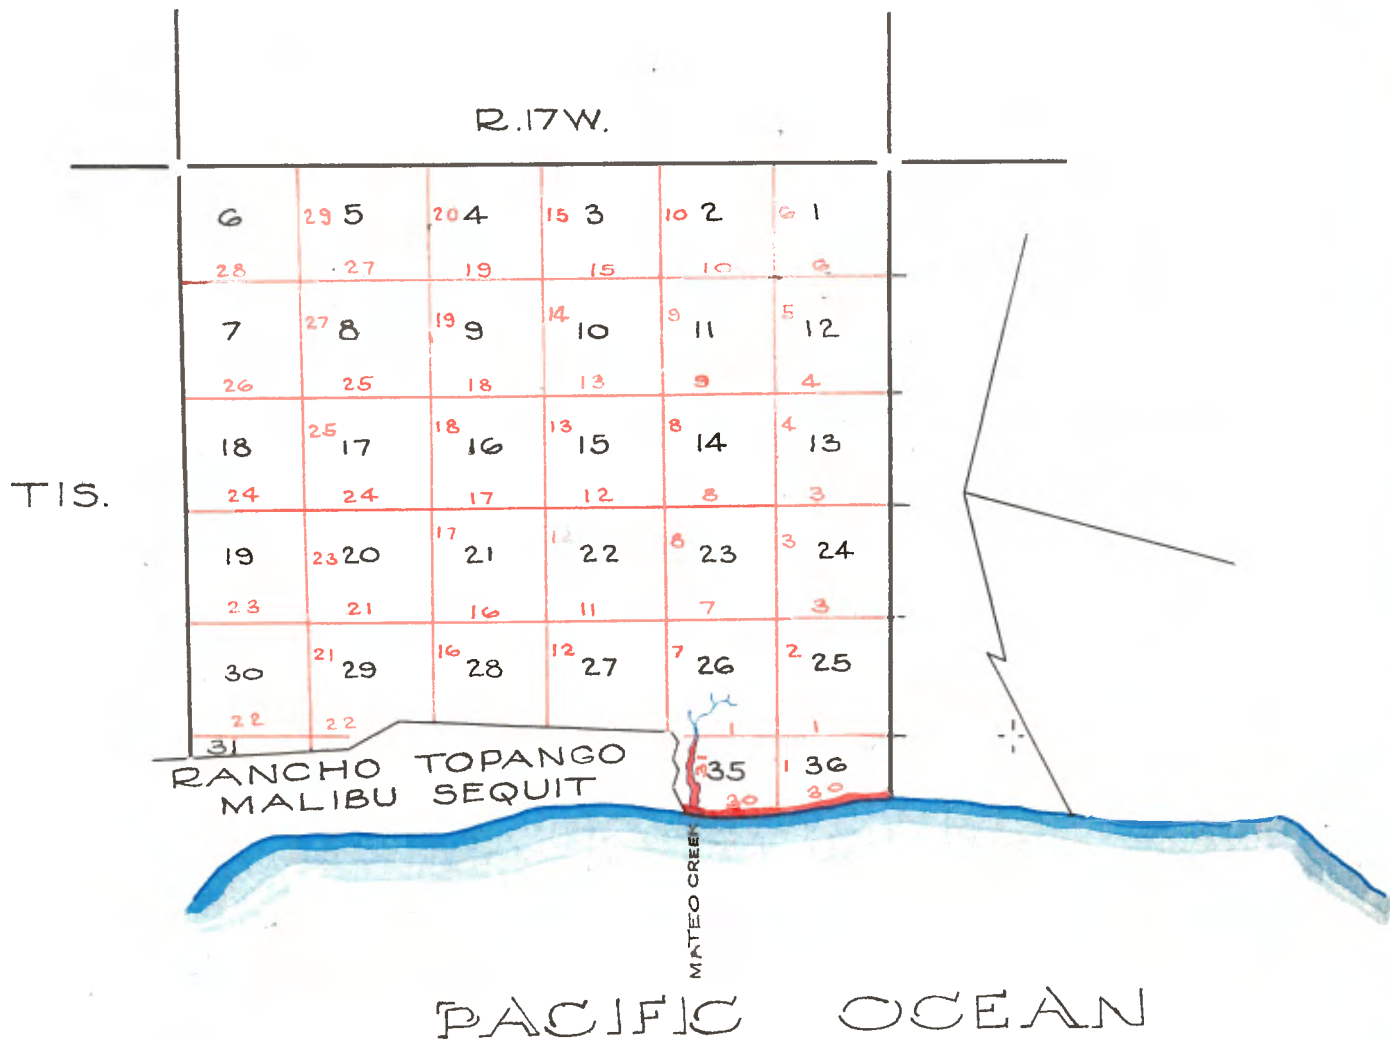 R.17W.
6 29 5 20 4 15 3 10 2 6 1
28 27 19 15 10 6
7 27 8 19 9 14 10 9 11 5 12
26 25 18 13 9 4
18 25 17 18 16 13 15 8 14 4 13
T1S.
24 24 17 12 8 3
19 23 20 17 21 12 22 8 23 3 24
23 21 16 11 7 3
30 21 29 16 28 12 27 7 26 2 25
22 22 1 1
31 31 35 1 36
30 30
RANCHO TOPANGO
MALIBU SEQUIT
MATEO CREEK
PACIFIC OCEAN